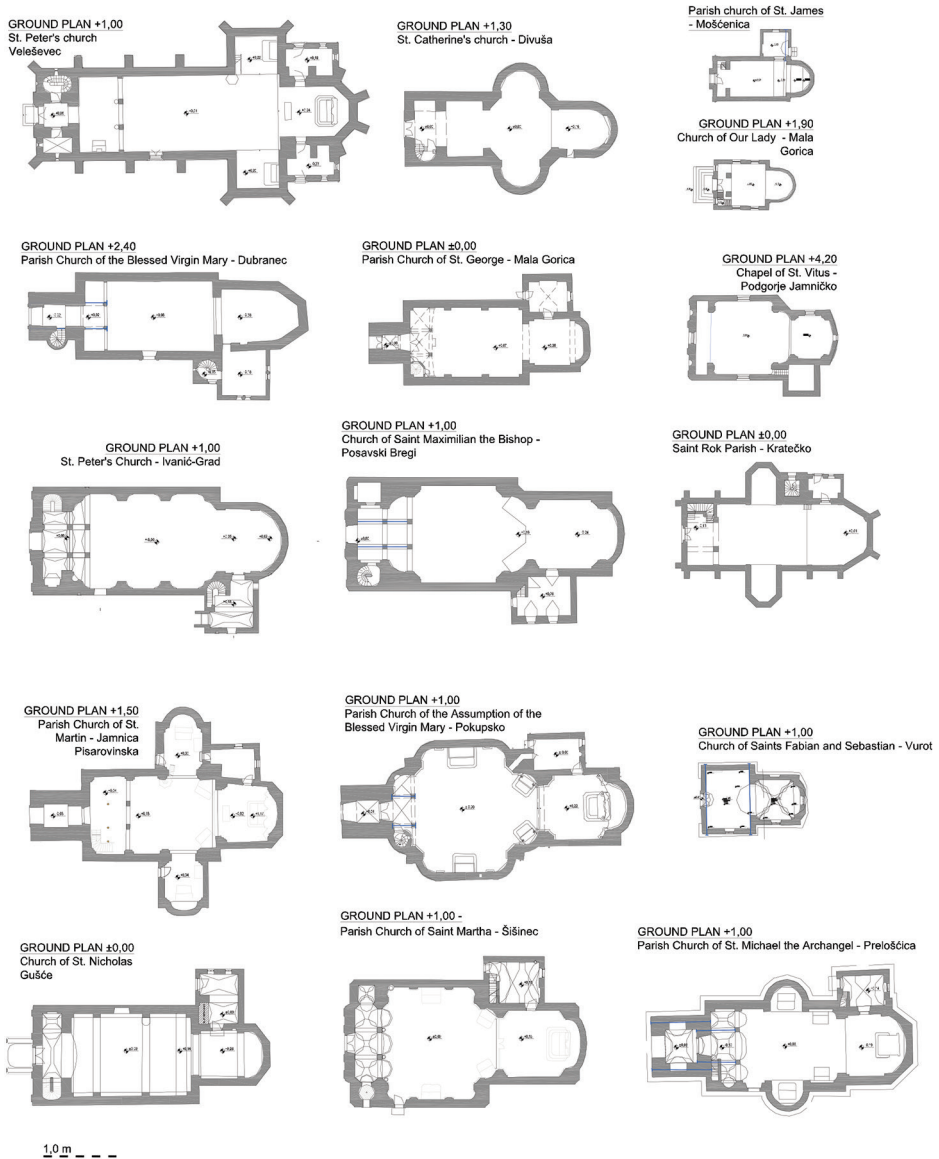 GROUND PLAN +1,00
St. Peter's church
Veleševec
GROUND PLAN +1,30
St. Catherine's church - Divuša
Parish church of St. James
- Mošćenica
GROUND PLAN +1,90
Church of Our Lady - Mala
Gorica
GROUND PLAN +2,40
Parish Church of the Blessed Virgin Mary - Dubranec
GROUND PLAN ±0,00
Parish Church of St. George - Mala Gorica
GROUND PLAN +4,20
Chapel of St. Vitus -
Podgorje Jamničko
GROUND PLAN +1,00
St. Peter's Church - Ivanić-Grad
GROUND PLAN +1,00
Church of Saint Maximilian the Bishop -
Posavski Bregi
GROUND PLAN ±0,00
Saint Rok Parish - Kratečko
GROUND PLAN +1,50
Parish Church of St.
Martin - Jamnica
Pisarovinska
GROUND PLAN +1,00
Parish Church of the Assumption of the
Blessed Virgin Mary - Pokupsko
GROUND PLAN +1,00
Church of Saints Fabian and Sebastian - Vurot
GROUND PLAN ±0,00
Church of St. Nicholas
Gušće
GROUND PLAN +1,00 -
Parish Church of Saint Martha - Šišinec
GROUND PLAN +1,00
Parish Church of St. Michael the Archangel - Prelošćica
1,0 m